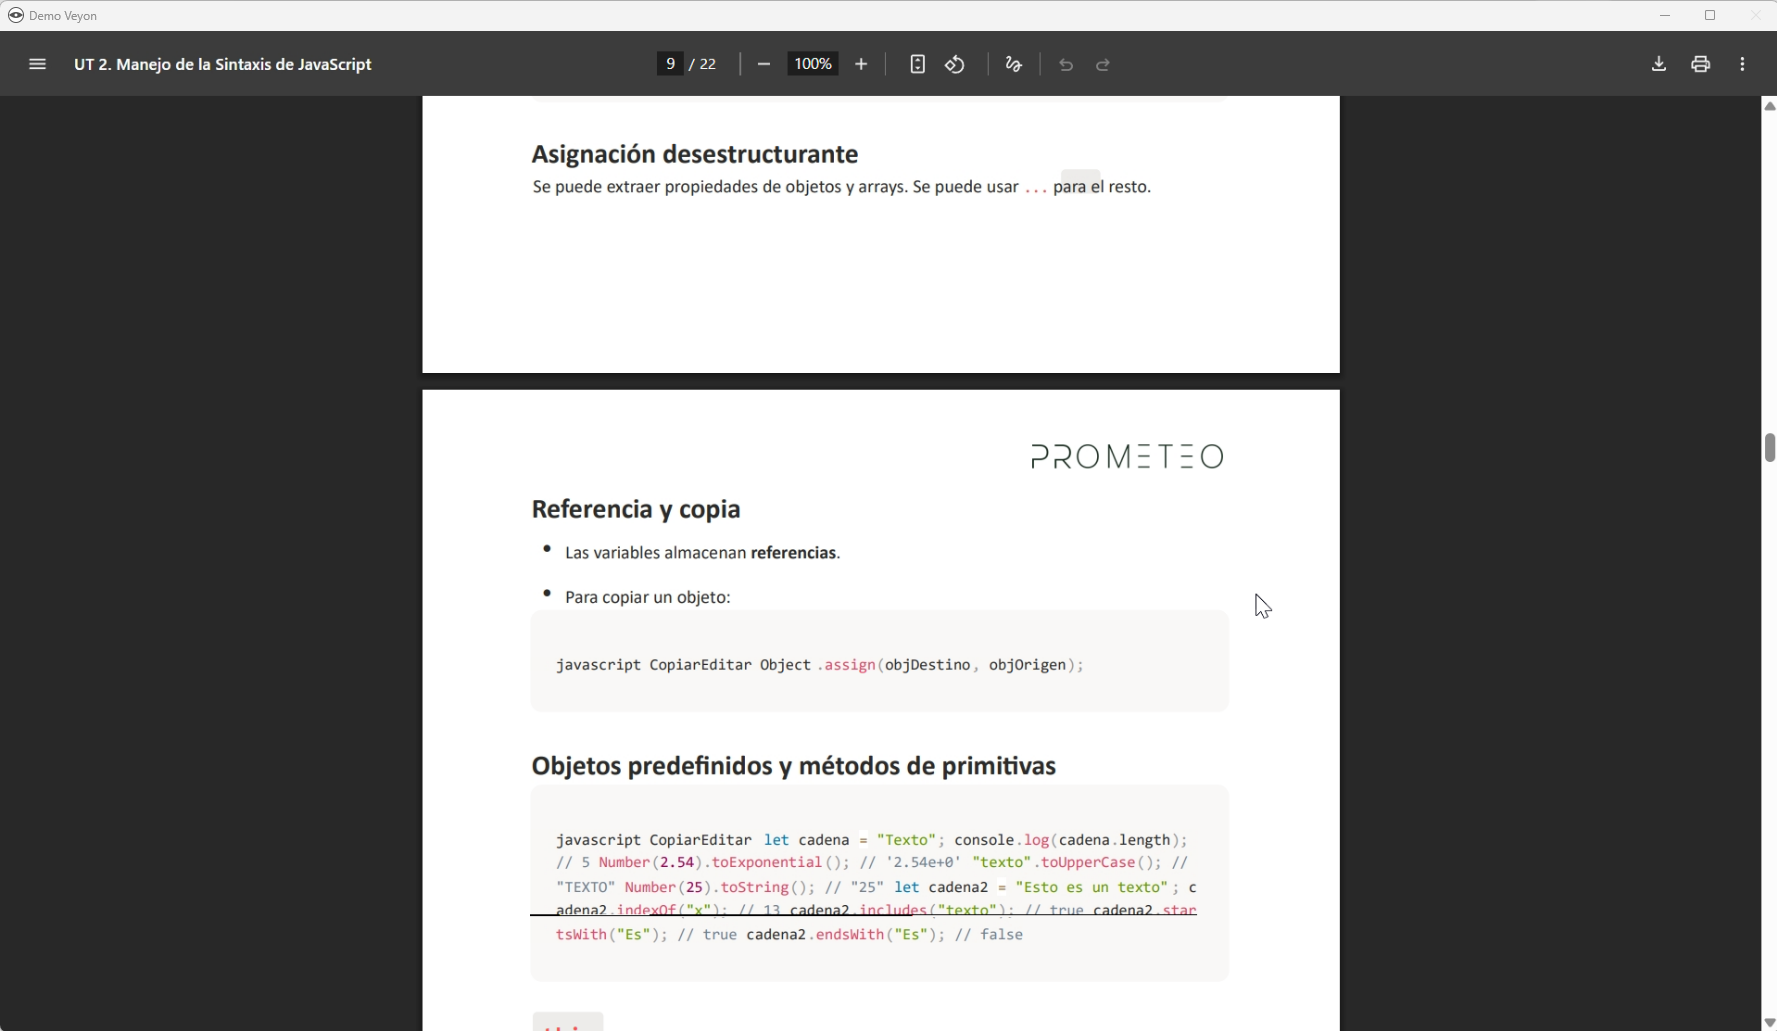 Demo Veyon
UT 2. Manejo de la Sintaxis de JavaScript
9 / 22
100%
Asignación desestructurante
Se puede extraer propiedades de objetos y arrays. Se puede usar ... para el resto.
PROMETEO
Referencia y copia
• Las variables almacenan referencias.
• Para copiar un objeto:
javascript CopiarEditar Object.assign(objDestino, objOrigen);
Objetos predefinidos y métodos de primitivas
javascript CopiarEditar let cadena = "Texto"; console.log(cadena.length);
// 5 Number(2.54).toExponential(); // '2.54e+0' "texto".toUpperCase(); //
"TEXTO" Number(25).toString(); // "25" let cadena2 = "Esto es un texto"; c
adena2.indexOf("x"); // 13 cadena2.includes("texto"); // true cadena2.star
tsWith("Es"); // true cadena2.endsWith("Es"); // false